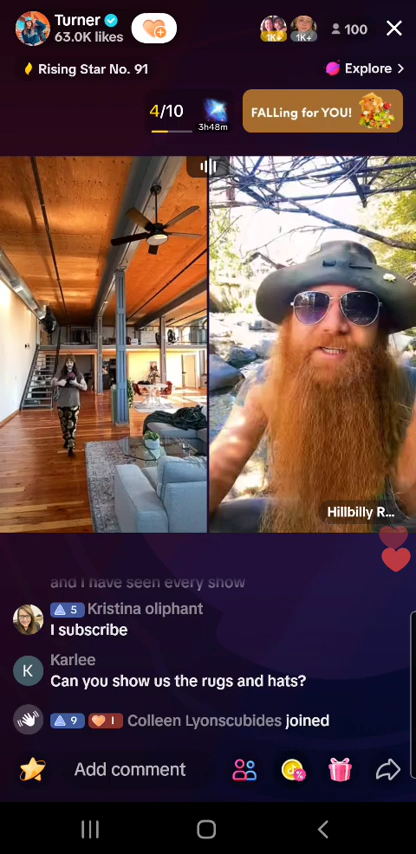 Turner
63.0K likes
1K+
1K+
100
Rising Star No. 91
Explore >
4/10
3h48m
FALLing for YOU!
Hillbilly R...
and I have seen every show
5 Kristina oliphant
I subscribe
K
Karlee
Can you show us the rugs and hats?
9 I Colleen Lyonscubides joined
Add comment